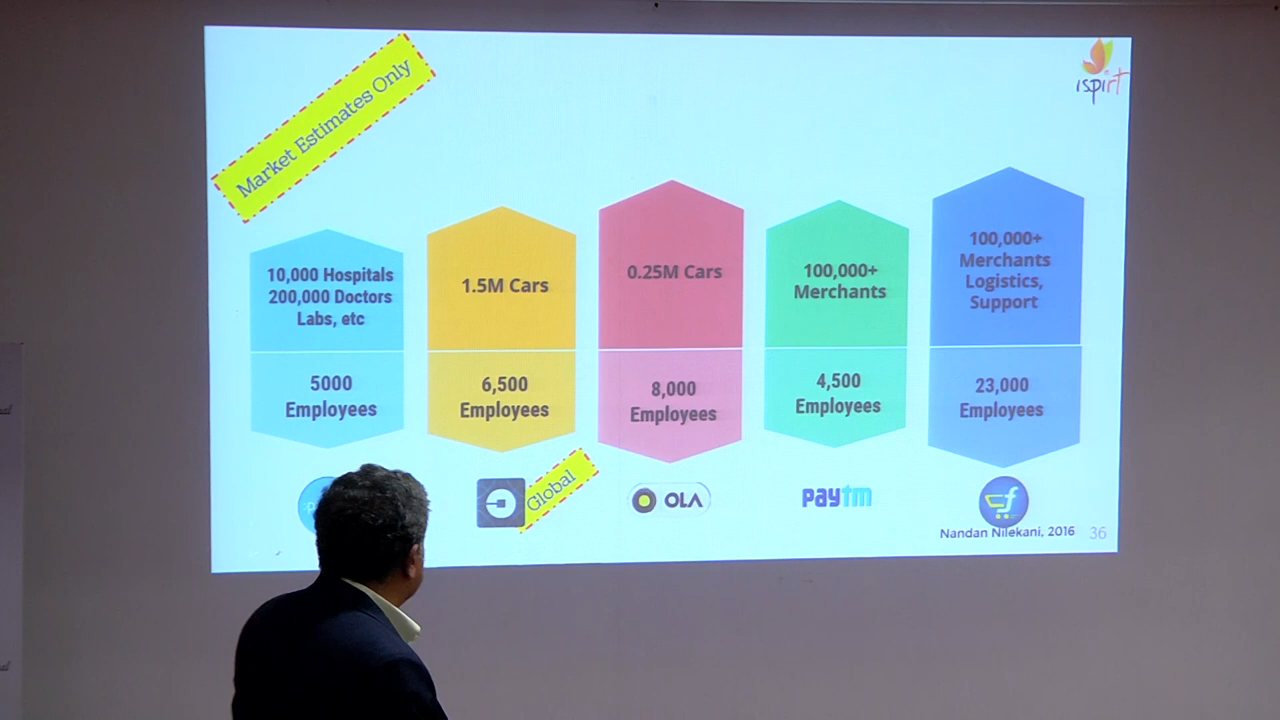 Market Estimates Only
ispirt
10,000 Hospitals
200,000 Doctors
Labs, etc
5000
Employees
1.5M Cars
6,500
Employees
Global
0.25M Cars
8,000
Employees
OLA
100,000+
Merchants
4,500
Employees
paytm
100,000+
Merchants
Logistics,
Support
23,000
Employees
f
Nandan Nilekani, 2016
36